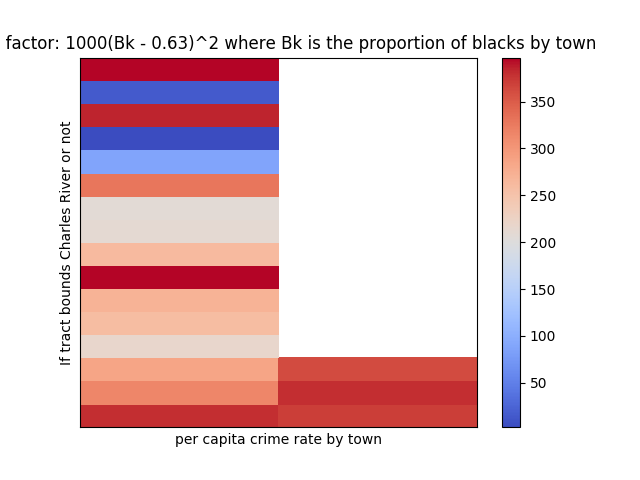 factor: 1000(Bk - 0.63)^2 where Bk is the proportion of blacks by town
If tract bounds Charles River or not
per capita crime rate by town
350
300
250
200
150
100
50